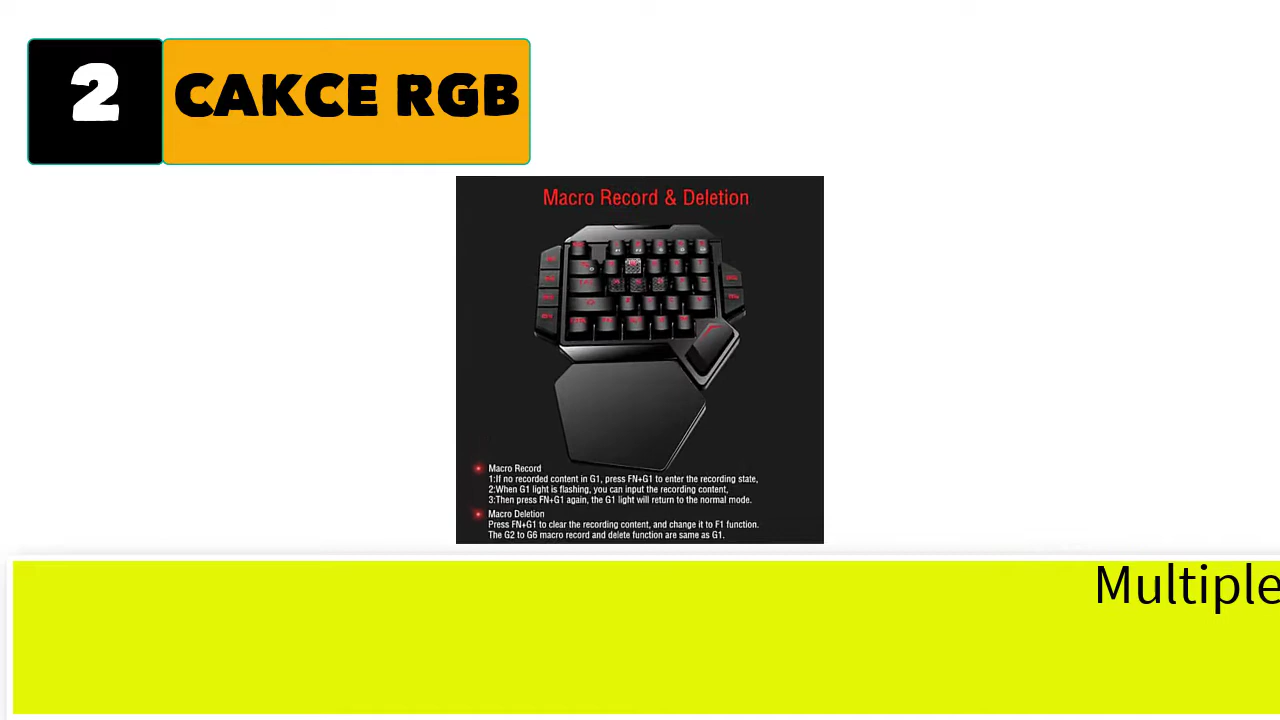 2
CAKCE RGB
Macro Record & Deletion
Macro Record
1:If no recorded content in G1, press FN+G1 to enter the recording state,
2:When G1 light is flashing, you can input the recording content,
3:Then press FN+G1 again, the G1 light will return to the normal mode.
Macro Deletion
Press FN+G1 to clear the recording content, and change it to F1 function.
The G2 to G6 macro record and delete function are same as G1.
Multiple